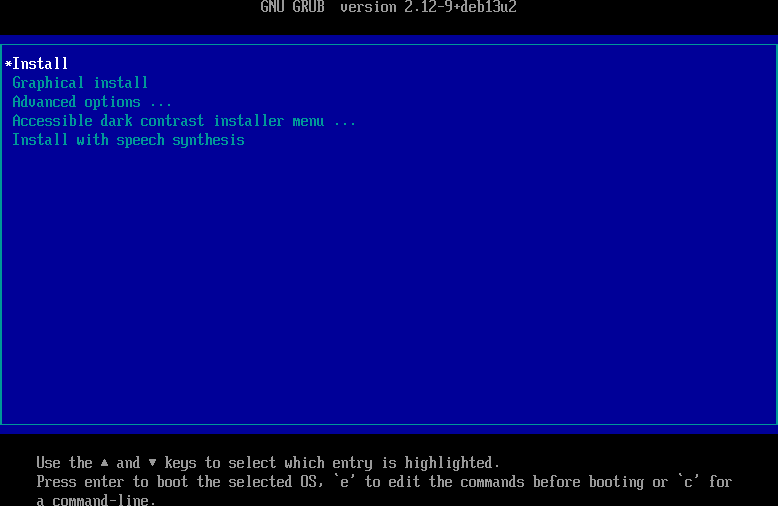 GNU GRUB  version 2.12-9+deb13u2
*Install
Graphical install
Advanced options ...
Accessible dark contrast installer menu ...
Install with speech synthesis
Use the ▲ and ▼ keys to select which entry is highlighted.
Press enter to boot the selected OS, `e' to edit the commands before booting or `c' for
a command-line.